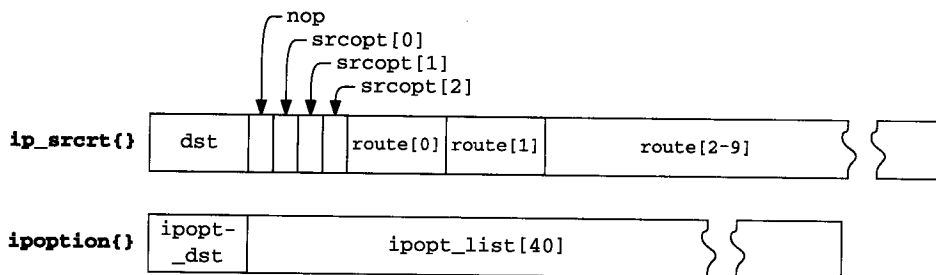 nop
srcopt[0]
srcopt[1]
srcopt[2]
ip_srcrt{}
dst
route[0]
route[1]
route[2-9]
ipoption{}
ipopt-
_dst
ipopt_list[40]